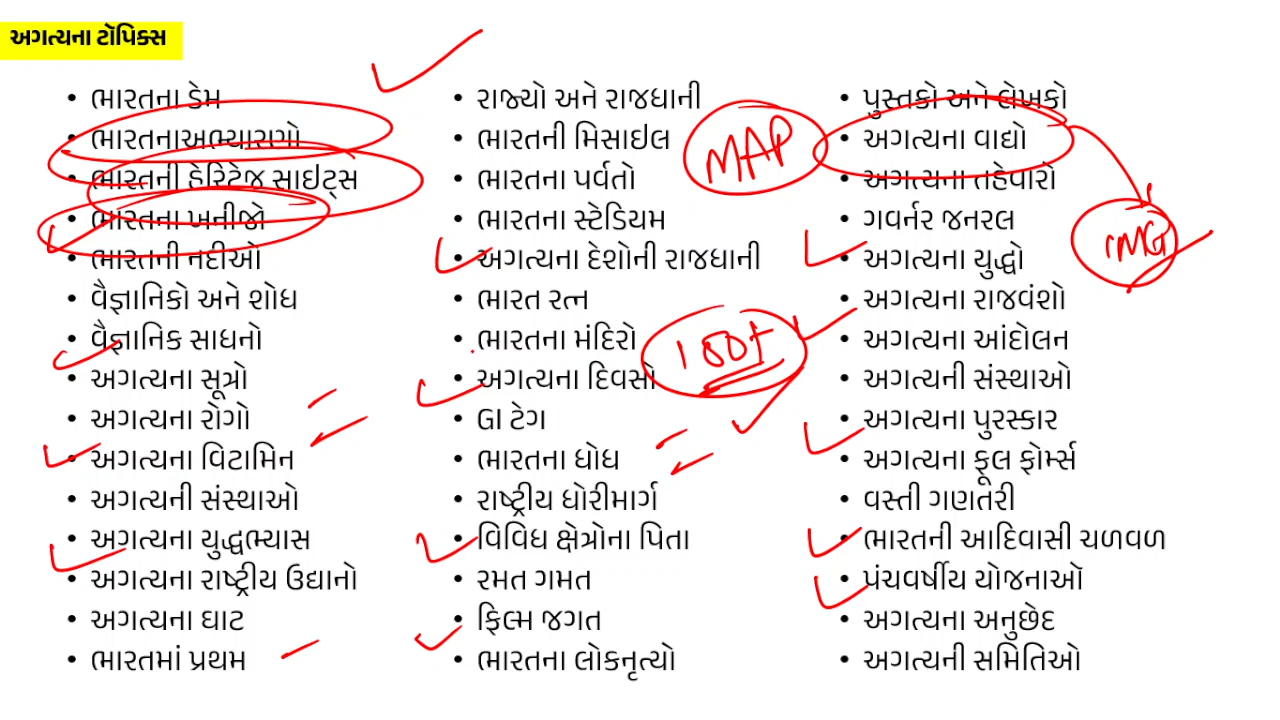 અગત્યના ટૉપિક્સ
• ભારતના ડેમ
• ભારતનાઅભ્યારણો
• ભારતની હેરિટેજ સાઇટ્સ
• ભારતના ખનીજો
• ભારતની નદીઓ
• વૈજ્ઞાનિકો અને શોધ
• વૈજ્ઞાનિક સાધનો
• અગત્યના સૂત્રો
• અગત્યના રોગો
• અગત્યના વિટામિન
• અગત્યની સંસ્થાઓ
• અગત્યના યુદ્ધભ્યાસ
• અગત્યના રાષ્ટ્રીય ઉદ્યાનો
• અગત્યના ઘાટ
• ભારતમાં પ્રથમ
• રાજ્યો અને રાજધાની
• ભારતની મિસાઇલ
• ભારતના પર્વતો
• ભારતના સ્ટેડિયમ
• અગત્યના દેશોની રાજધાની
• ભારત રત્ન
• ભારતના મંદિરો
• અગત્યના દિવસો
• GI ટેગ
• ભારતના ધોધ
• રાષ્ટ્રીય ધોરીમાર્ગ
• વિવિધ ક્ષેત્રોના પિતા
• રમત ગમત
• ફિલ્મ જગત
• ભારતના લોકનૃત્યો
MAP
100+
• પુસ્તકો અને લેખકો
• અગત્યના વાદ્યો
• અગત્યના તહેવારો
• ગવર્નર જનરલ
• અગત્યના યુદ્ધો
• અગત્યના રાજવંશો
• અગત્યના આંદોલન
• અગત્યની સંસ્થાઓ
• અગત્યના પુરસ્કાર
• અગત્યના ફૂલ ફોર્મ્સ
• વસ્તી ગણતરી
• ભારતની આદિવાસી ચળવળ
• પંચવર્ષીય યોજનાઓ
• અગત્યના અનુછેદ
• અગત્યની સમિતિઓ
IMG